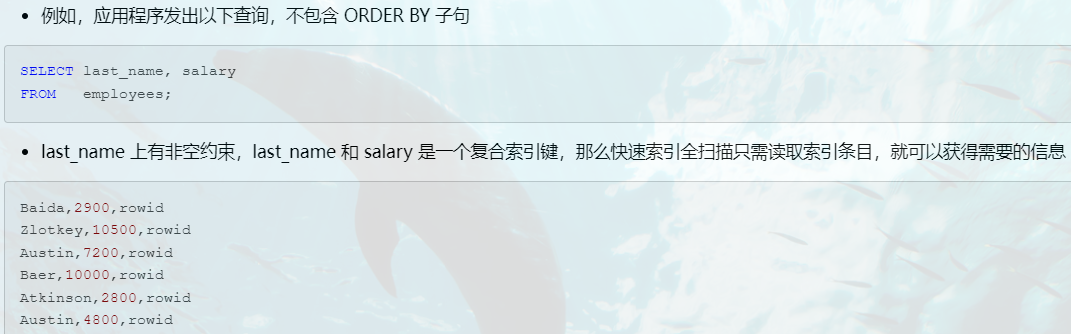 例如，应用程序发出以下查询，不包含 ORDER BY 子句
SELECT last_name, salary
FROM   employees;
last_name 上有非空约束，last_name 和 salary 是一个复合索引键，那么快速索引全扫描只需读取索引条目，就可以获得需要的信息
Baida,2900,rowid
Zlotkey,10500,rowid
Austin,7200,rowid
Baer,10000,rowid
Atkinson,2800,rowid
Austin,4800,rowid